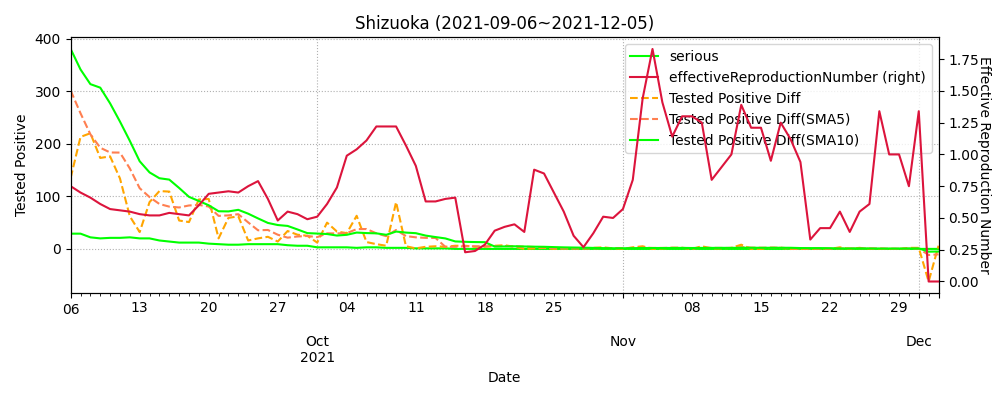 Shizuoka (2021-09-06~2021-12-05)
400
300
200
100
0
Tested Positive
serious
effectiveReproductionNumber (right)
Tested Positive Diff
Tested Positive Diff(SMA5)
Tested Positive Diff(SMA10)
1.75
1.50
1.25
1.00
0.75
0.50
0.25
0.00
Effective Reproduction Number
06 13 20 27 04 11 18 25 08 15 22 29
Oct Nov Dec
2021
Date